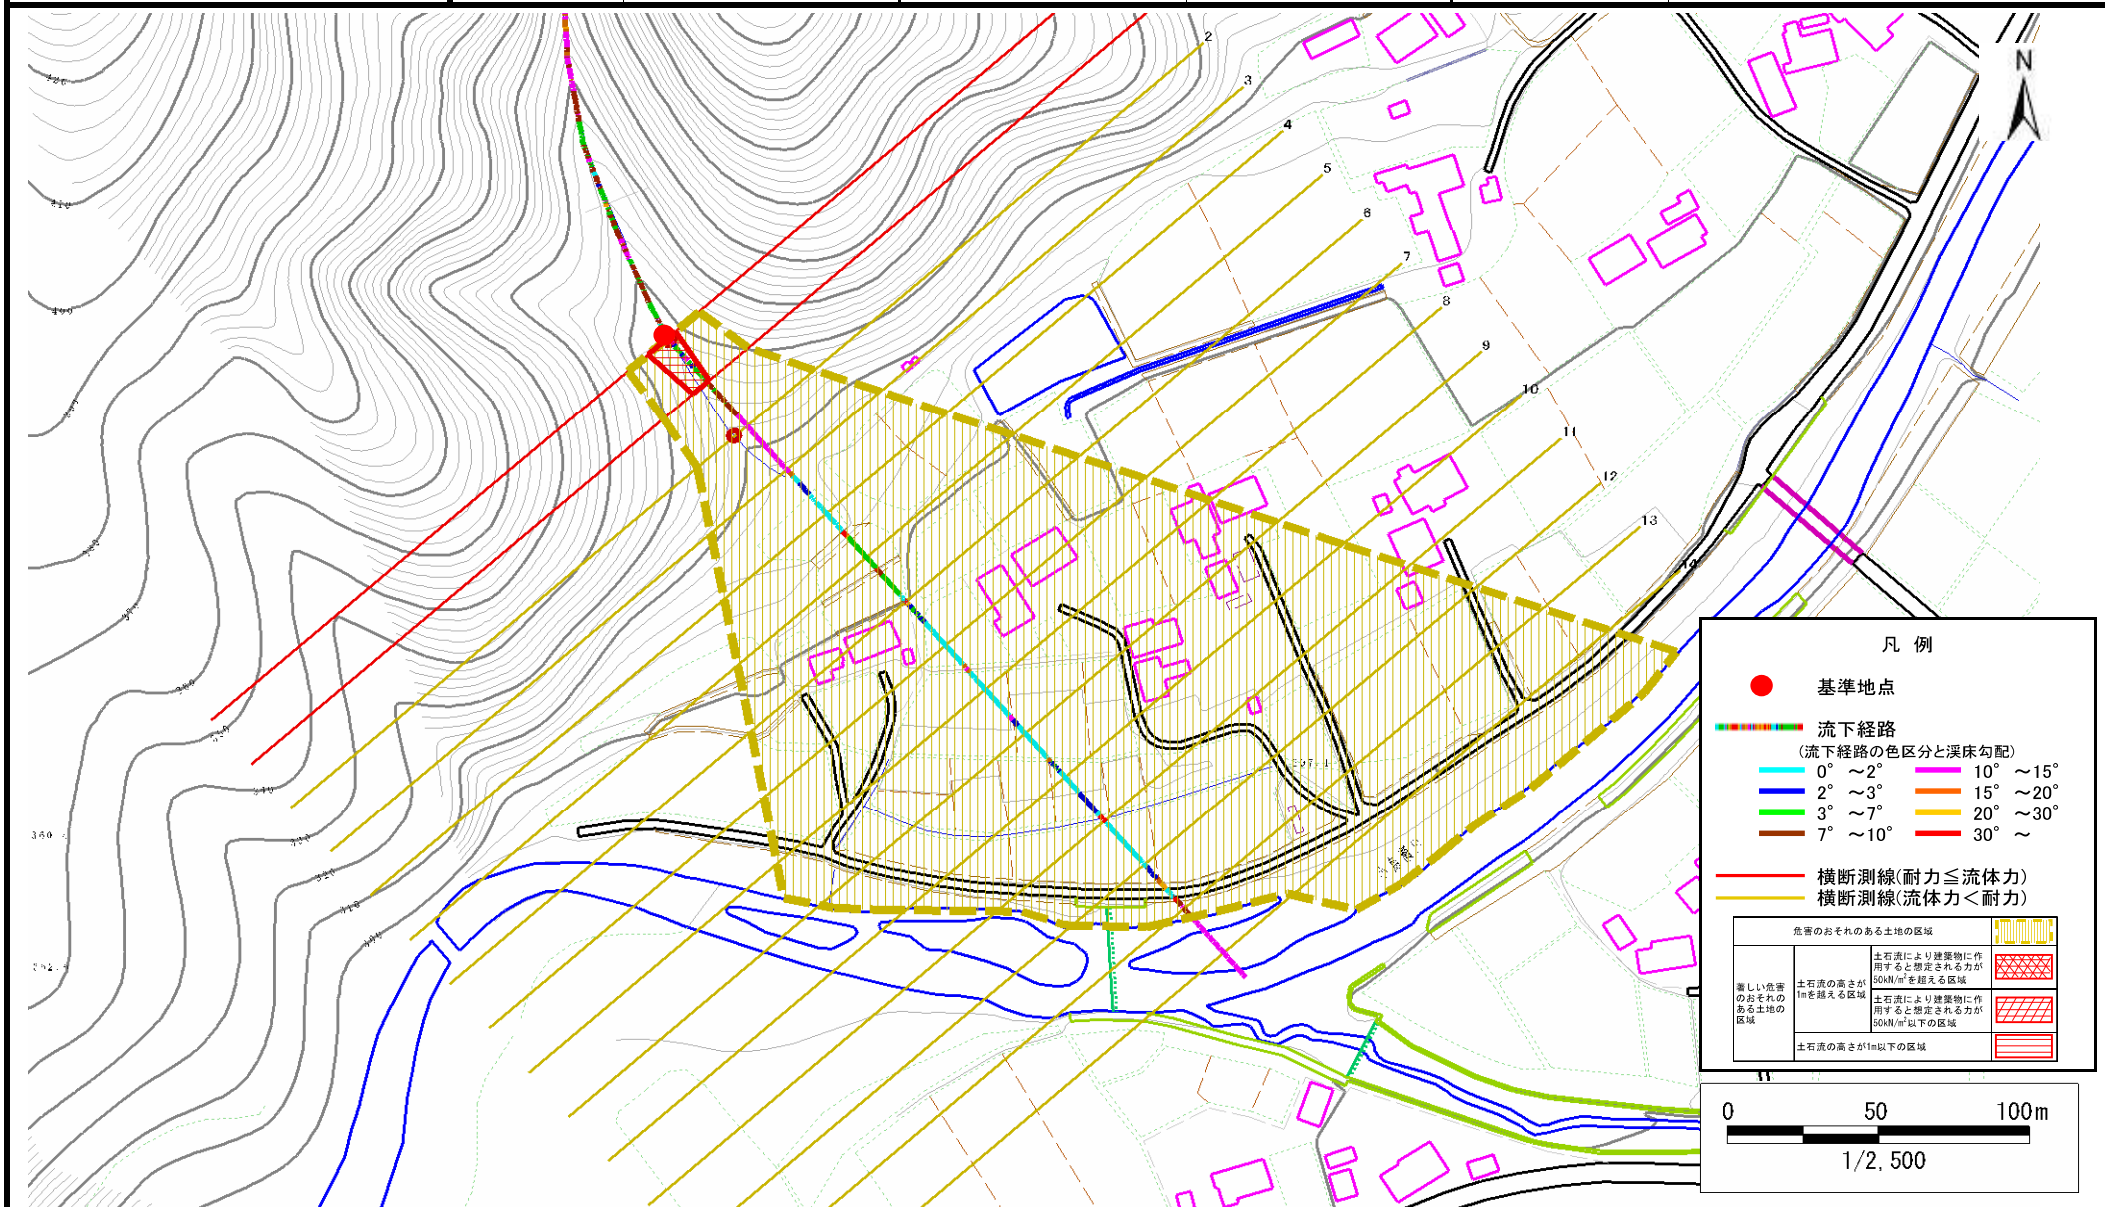 N
2
3
4
5
6
7
8
9
10
11
12
13
14
400
380
340
330
320
310
300
360
凡 例
基準地点
流下経路
(流下経路の色区分と渓床勾配)
0° ～2° 10° ～15°
2° ～3° 15° ～20°
3° ～7° 20° ～30°
7° ～10° 30° ～
横断測線(耐力≦流体力)
横断測線(流体力＜耐力)
危害のおそれのある土地の区域
著しい危害
のおそれの
ある土地の
区域
土石流の高さが
1mを越える区域
土石流により建築物に作
用すると想定される力が
50kN/m²を超える区域
土石流により建築物に作
用すると想定される力が
50kN/m²以下の区域
土石流の高さが1m以下の区域
0 50 100m
1/2,500